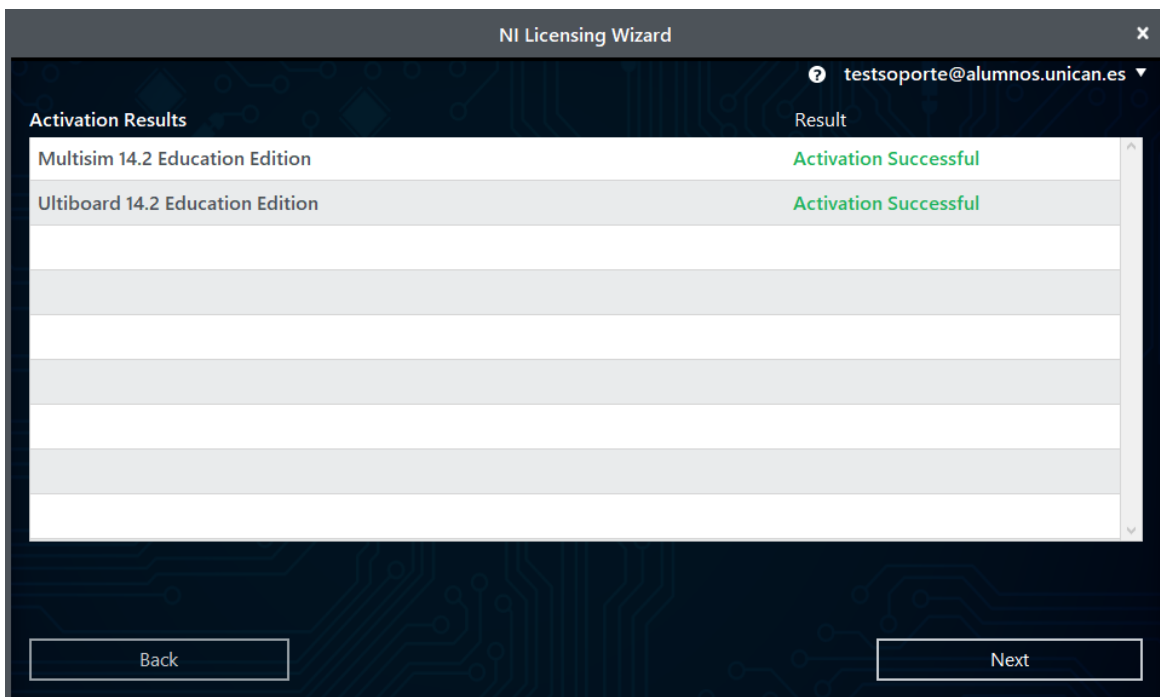 NI Licensing Wizard
testsoporte@alumnos.unican.es
Activation Results Result
Multisim 14.2 Education Edition Activation Successful
Ultiboard 14.2 Education Edition Activation Successful
Back Next